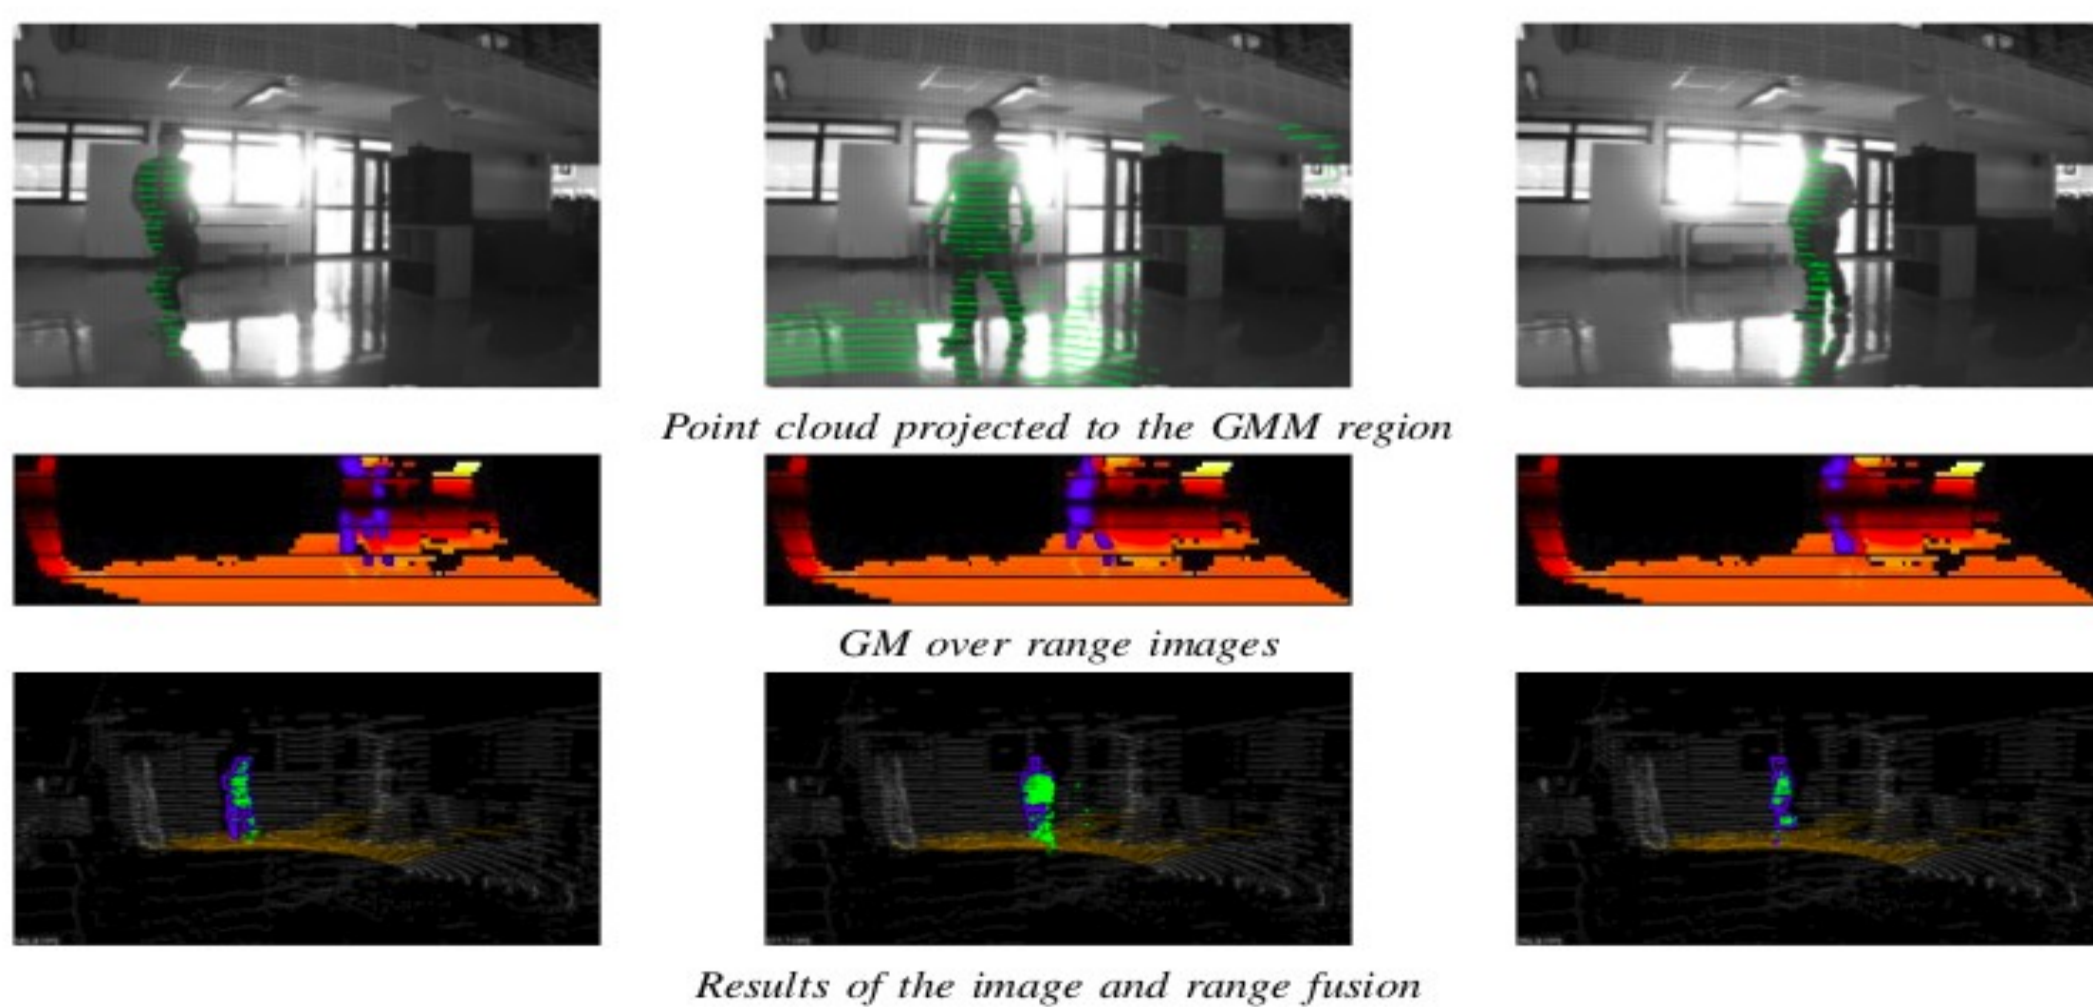 Point cloud projected to the GMM region
GM over range images
Results of the image and range fusion